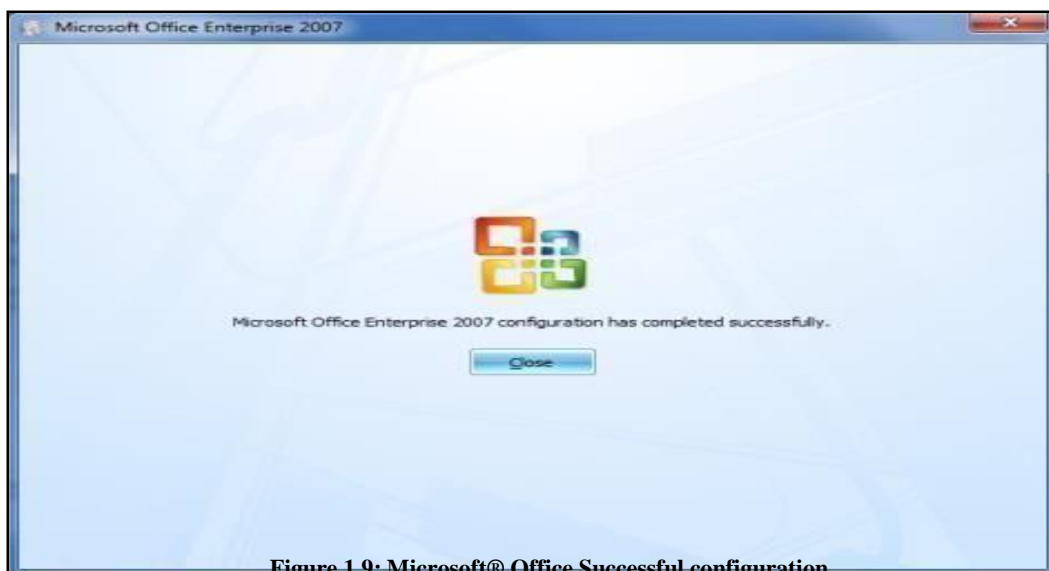 Microsoft Office Enterprise 2007
Microsoft Office Enterprise 2007 configuration has completed successfully.
Close
Figure 1.9: Microsoft® Office Successful configuration